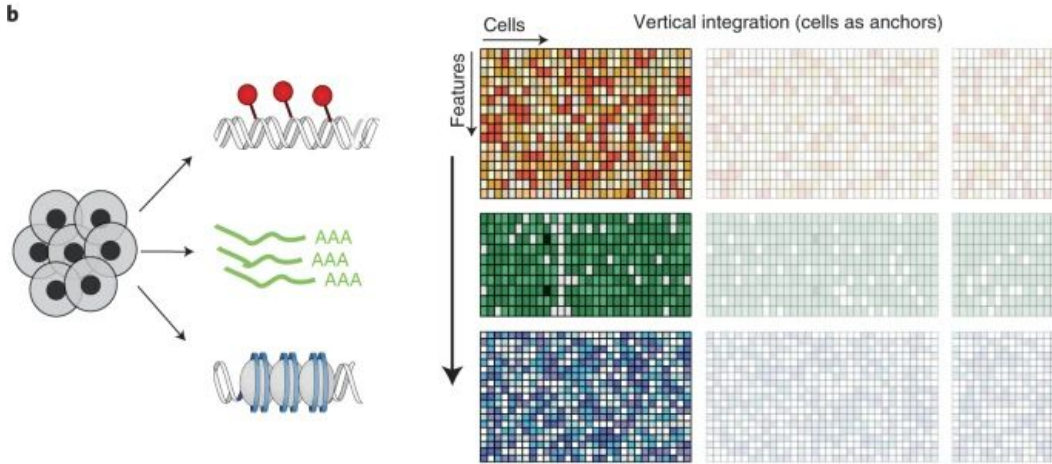 b
Cells
Vertical integration (cells as anchors)
Features
AAA
AAA
AAA